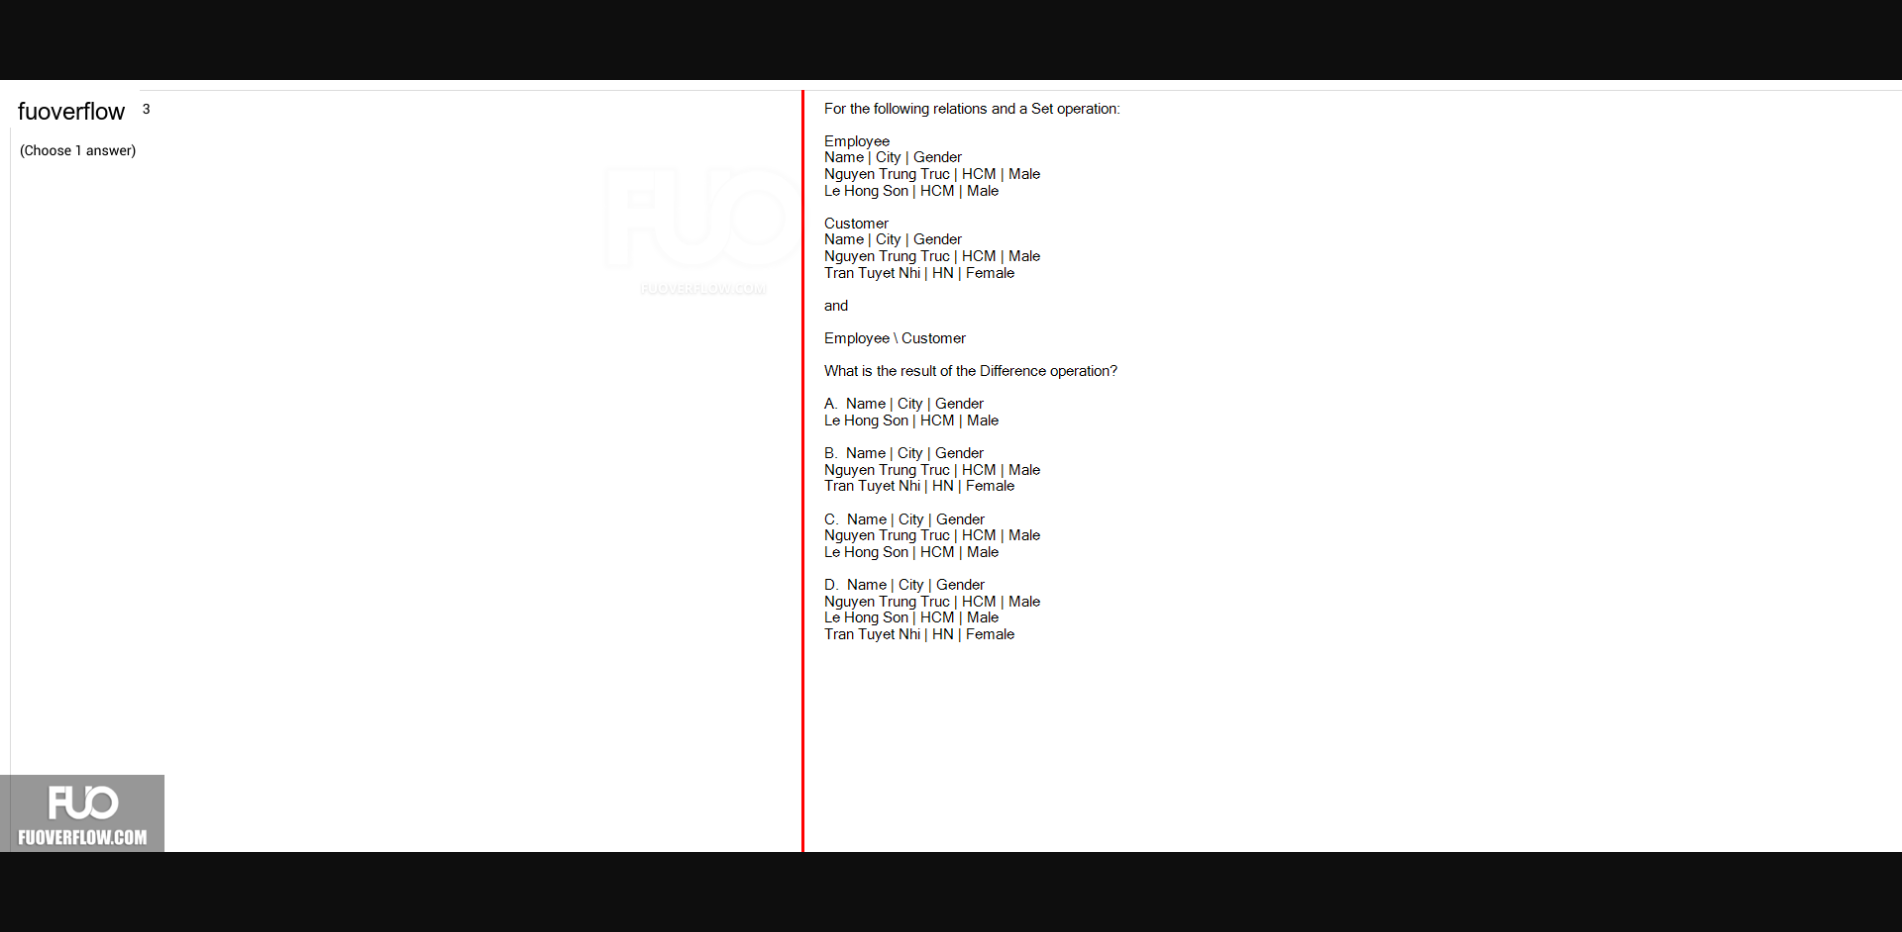 fuoverflow 3
(Choose 1 answer)
FUO
FUOVERFLOW.COM
For the following relations and a Set operation:
Employee
Name | City | Gender
Nguyen Trung Truc | HCM | Male
Le Hong Son | HCM | Male
Customer
Name | City | Gender
Nguyen Trung Truc | HCM | Male
Tran Tuyet Nhi | HN | Female
and
Employee \ Customer
What is the result of the Difference operation?
A. Name | City | Gender
Le Hong Son | HCM | Male
B. Name | City | Gender
Nguyen Trung Truc | HCM | Male
Tran Tuyet Nhi | HN | Female
C. Name | City | Gender
Nguyen Trung Truc | HCM | Male
Le Hong Son | HCM | Male
D. Name | City | Gender
Nguyen Trung Truc | HCM | Male
Le Hong Son | HCM | Male
Tran Tuyet Nhi | HN | Female
FUO
FUOVERFLOW.COM